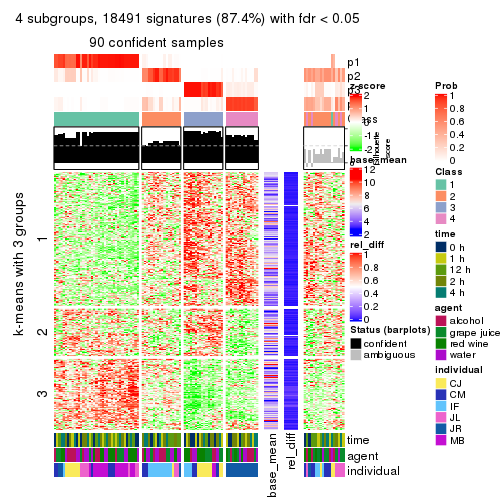 4 subgroups, 18491 signatures (87.4%) with fdr < 0.05
90 confident samples
p1
p2
p3
z-score
2
1
0
-1
-2
Silhouette
score
base_mean
12
10
8
6
4
2
rel_diff
1
0.8
0.6
0.4
0.2
0
Status (barplots)
confident
ambiguous
Prob
1
0.8
0.6
0.4
0.2
0
Class
1
2
3
4
time
0 h
1 h
12 h
2 h
4 h
agent
alcohol
grape juice
red wine
water
individual
CJ
CM
IF
JL
JR
MB
k-means with 3 groups
1
2
3
time
agent
individual
base_mean
rel_diff